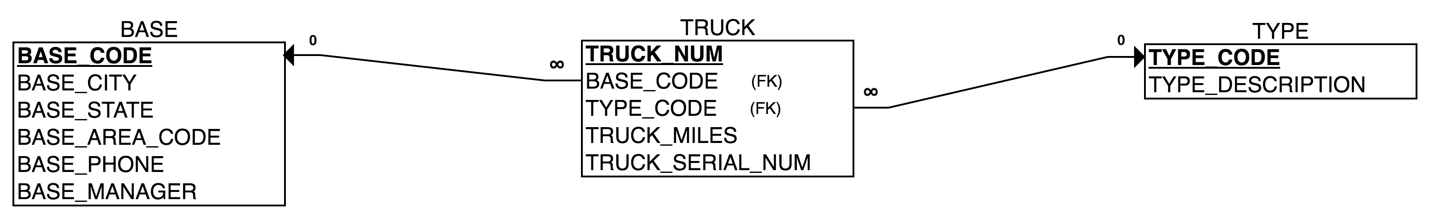 BASE
BASE_CODE
BASE_CITY
BASE_STATE
BASE_AREA_CODE
BASE_PHONE
BASE_MANAGER
0
∞
TRUCK
TRUCK_NUM
BASE_CODE (FK)
TYPE_CODE (FK)
TRUCK_MILES
TRUCK_SERIAL_NUM
∞
0
TYPE
TYPE_CODE
TYPE_DESCRIPTION